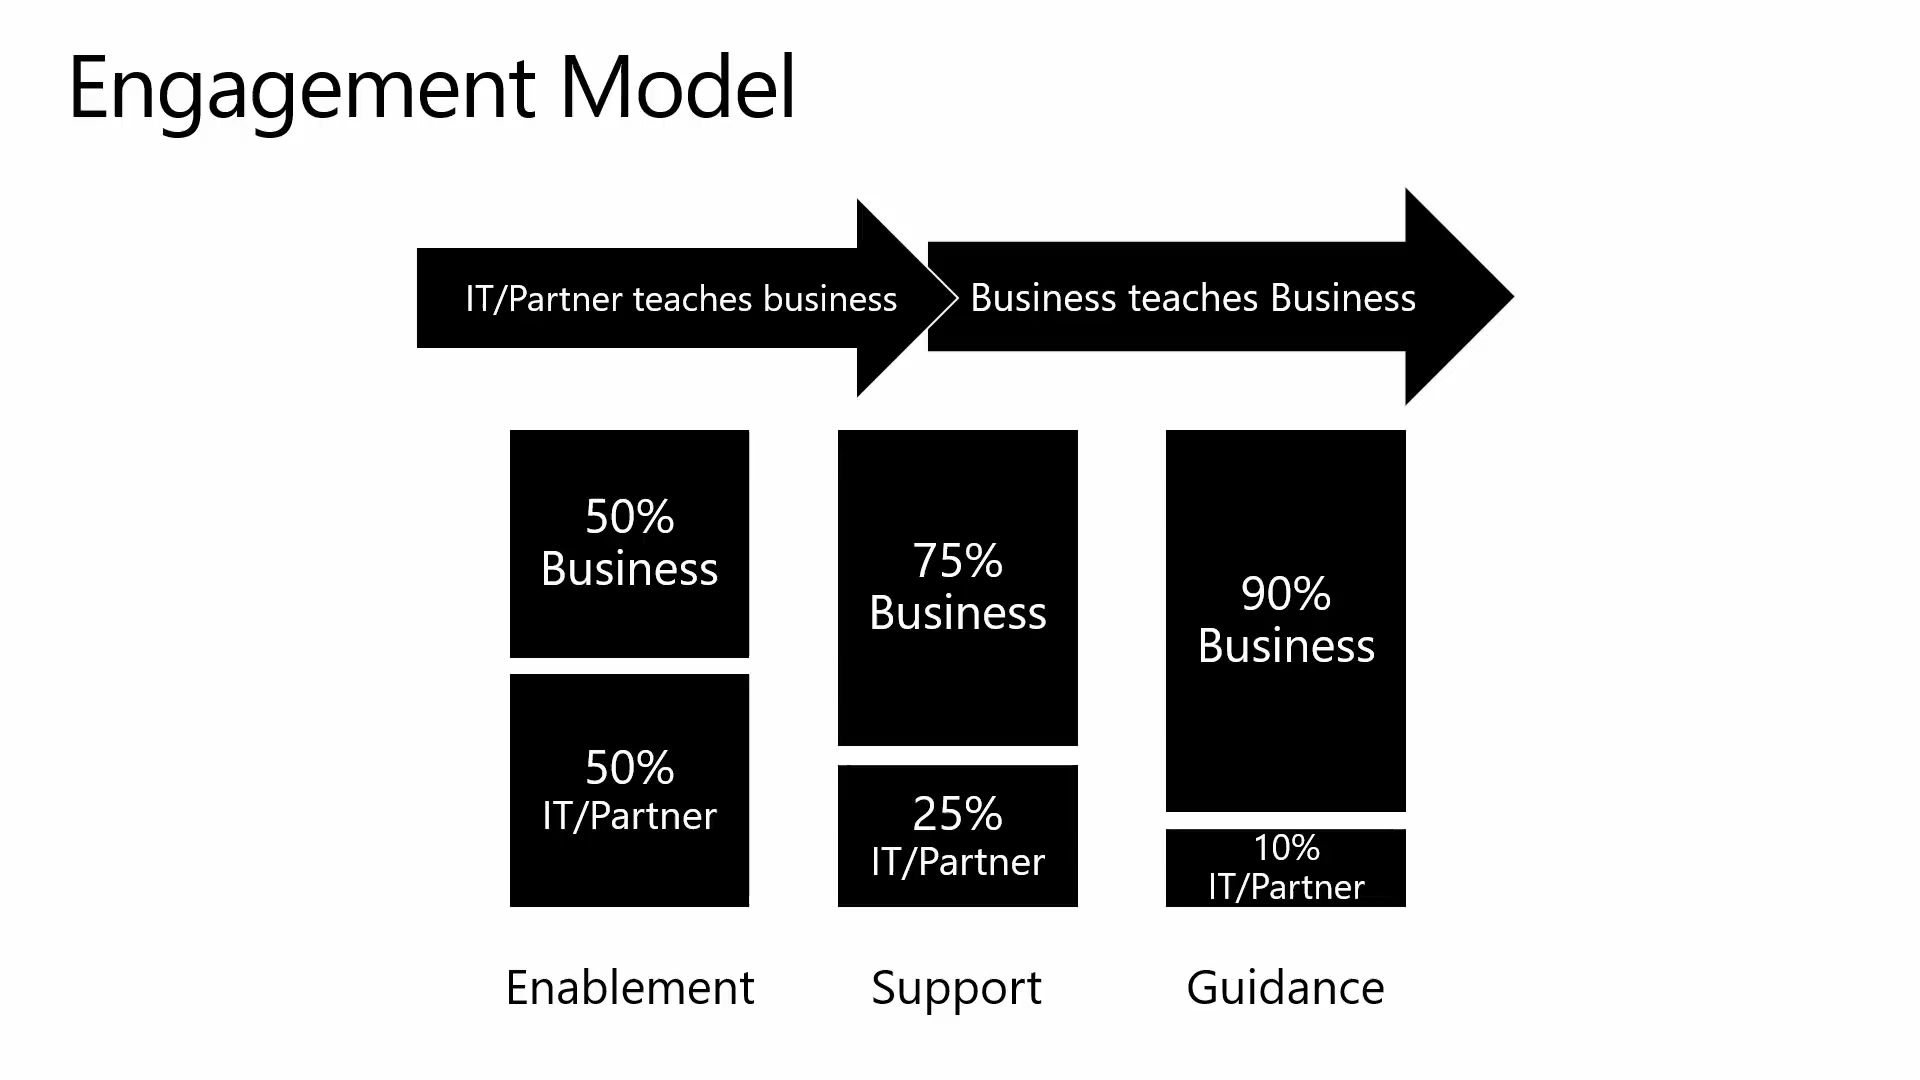 Engagement Model
IT/Partner teaches business
Business teaches Business
50%
Business
50%
IT/Partner
Enablement
75%
Business
25%
IT/Partner
Support
90%
Business
10%
IT/Partner
Guidance